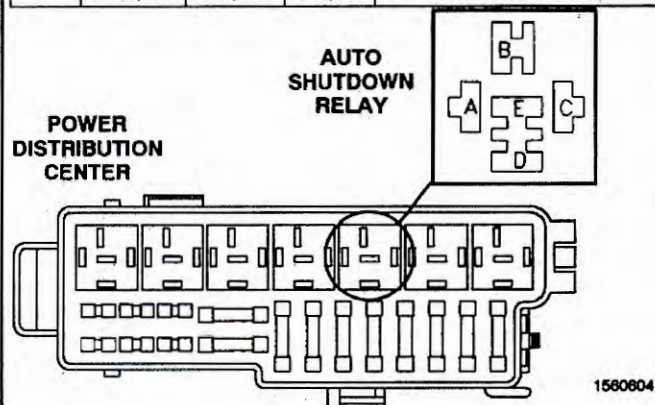 AUTO
SHUTDOWN
RELAY
POWER
DISTRIBUTION
CENTER
B
A
E
C
D
1560604